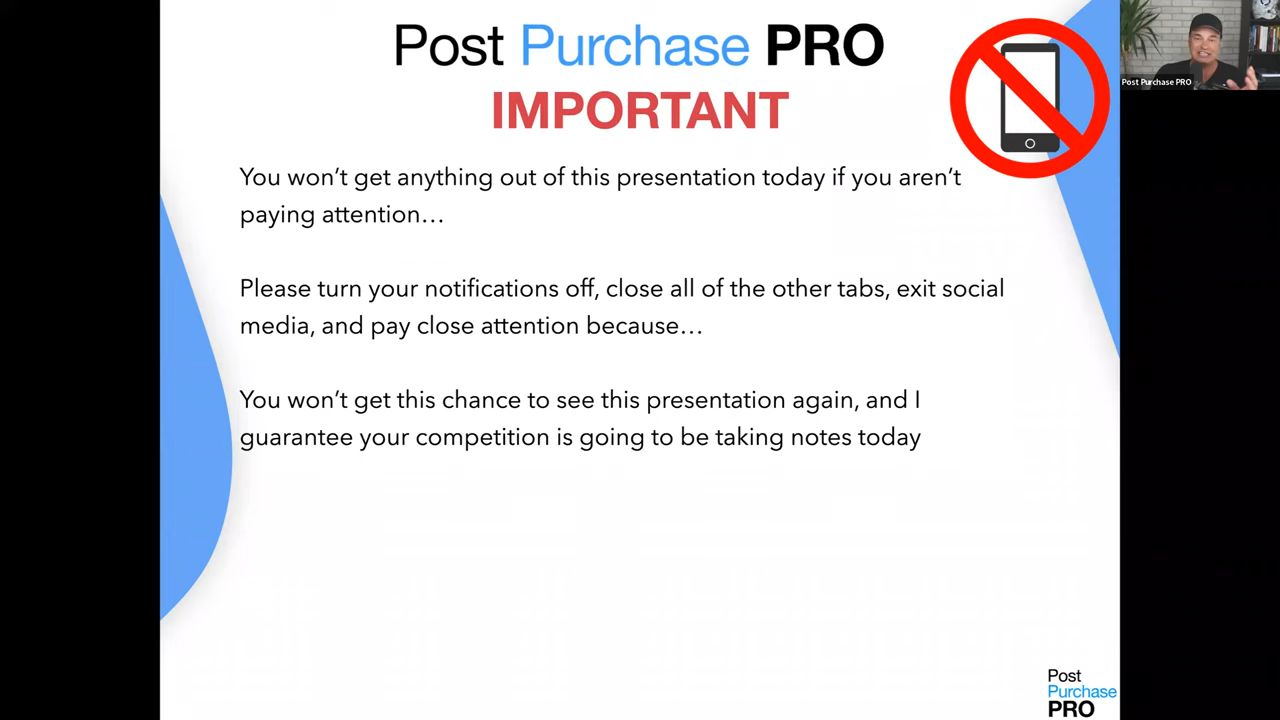 Post Purchase PRO
IMPORTANT
You won't get anything out of this presentation today if you aren't
paying attention…
Please turn your notifications off, close all of the other tabs, exit social
media, and pay close attention because…
You won't get this chance to see this presentation again, and I
guarantee your competition is going to be taking notes today
Post Purchase PRO
Post
Purchase
PRO